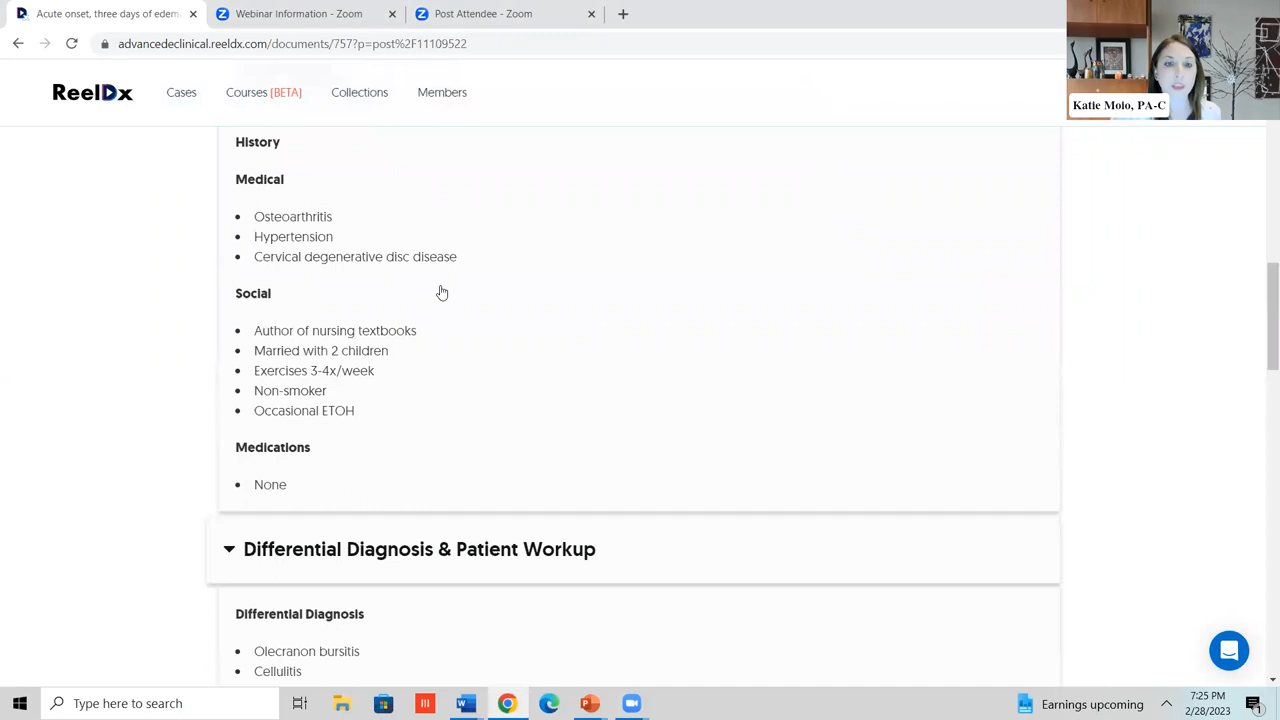 Acute onset, three days of edem
Webinar Information - Zoom
Post Attendee - Zoom
advancedclinical.reeldx.com/documents/757?p=post%2F11109522
Katie Moio, PA-C
ReelDx
Cases
Courses (BETA)
Collections
Members
History
Medical
Osteoarthritis
Hypertension
Cervical degenerative disc disease
Social
Author of nursing textbooks
Married with 2 children
Exercises 3-4x/week
Non-smoker
Occasional ETOH
Medications
None
Differential Diagnosis & Patient Workup
Differential Diagnosis
Olecranon bursitis
Cellulitis
Type here to search
Earnings upcoming
7:25 PM
2/28/2023
1